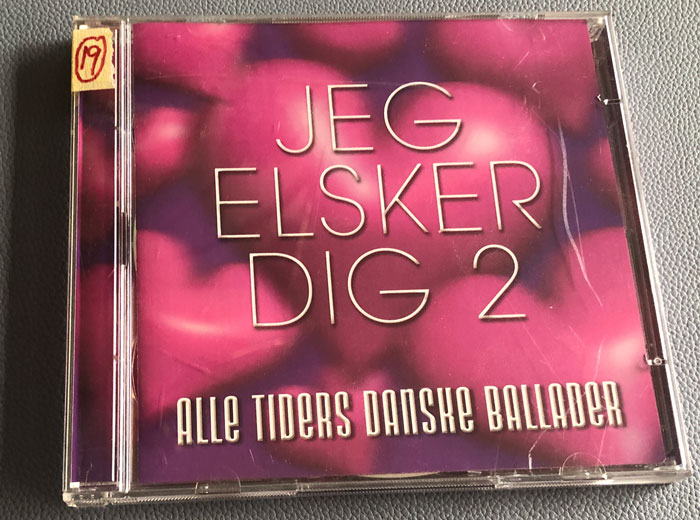 19
JEG
ELSKER
DIG 2
ALLE TIDERS DANSKE BALLADER